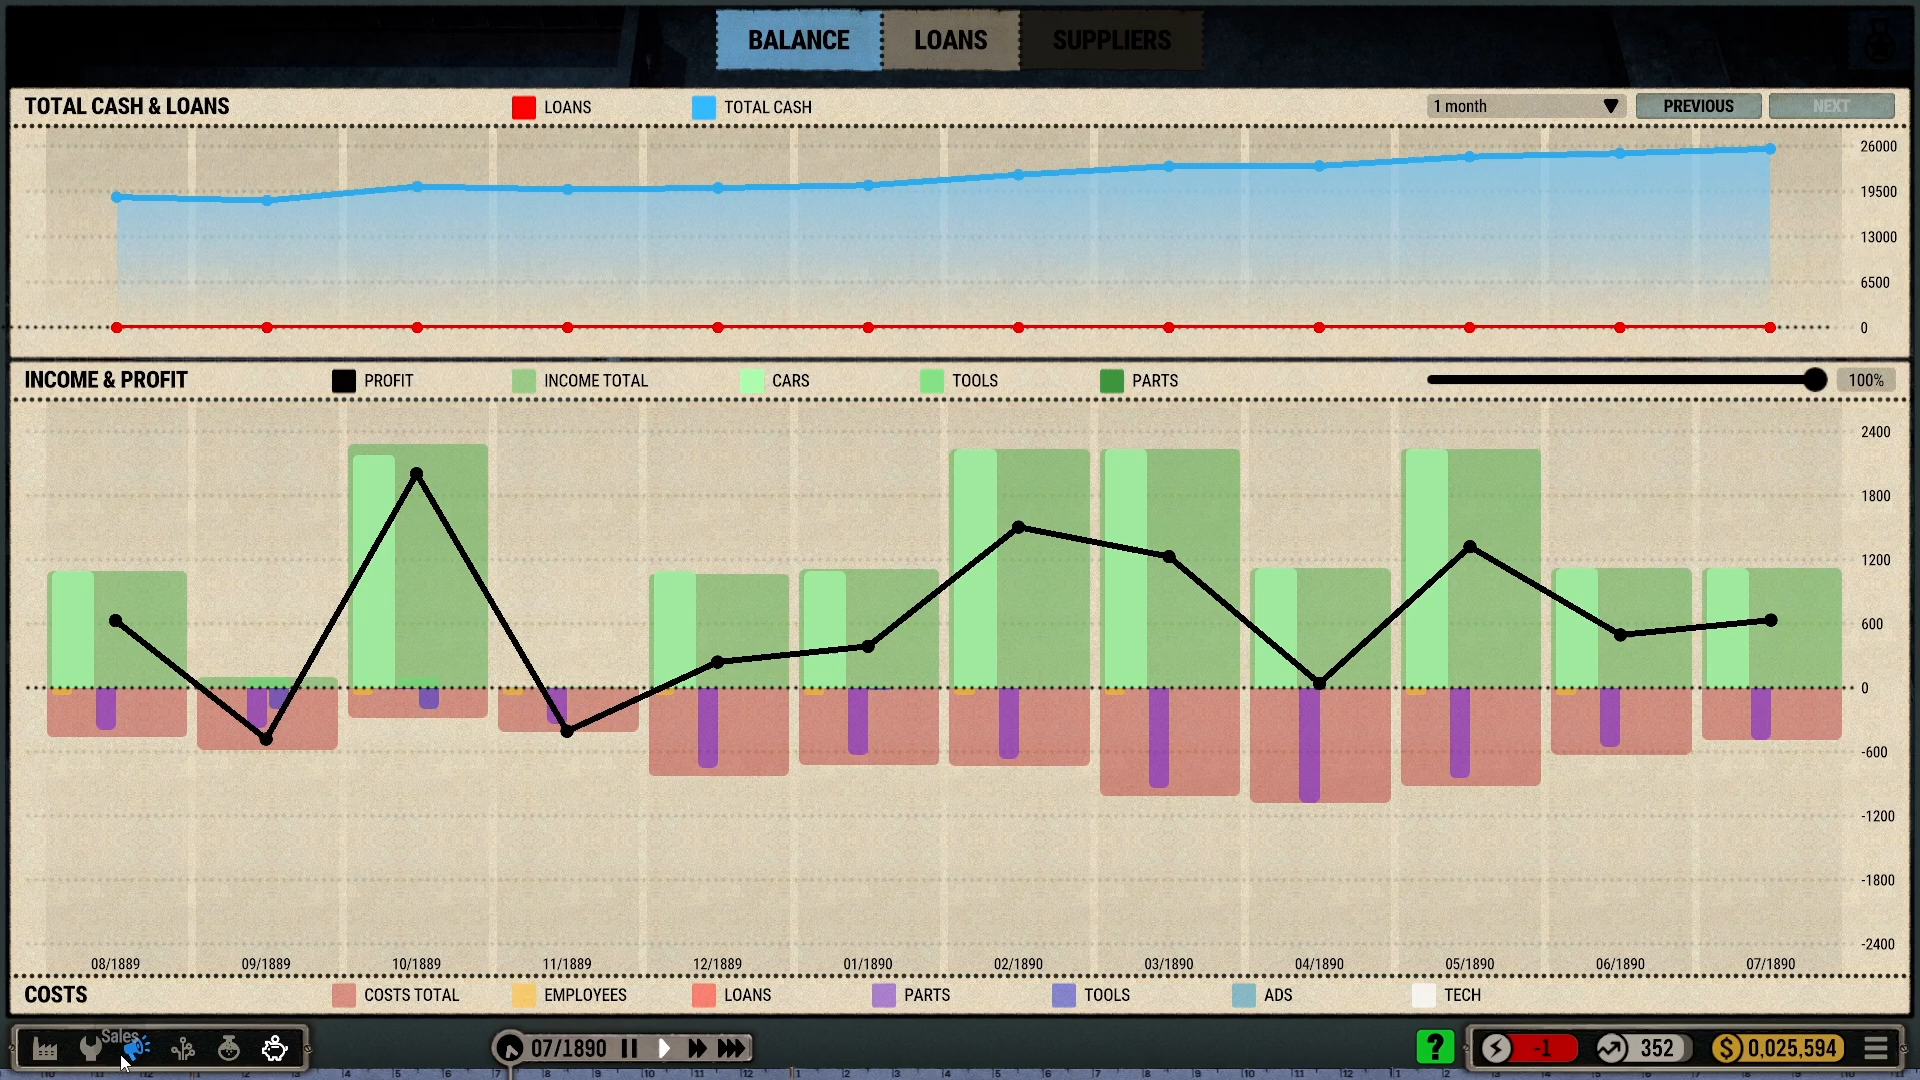 BALANCE LOANS SUPPLIERS
TOTAL CASH & LOANS LOANS TOTAL CASH 1 month PREVIOUS NEXT
26000
19500
13000
6500
0
INCOME & PROFIT PROFIT INCOME TOTAL CARS TOOLS PARTS 100%
2400
1800
1200
600
0
-600
-1200
-1800
-2400
08/1889 09/1889 10/1889 11/1889 12/1889 01/1890 02/1890 03/1890 04/1890 05/1890 06/1890 07/1890
COSTS COSTS TOTAL EMPLOYEES LOANS PARTS TOOLS ADS TECH
Sales
07/1890 ? -1 352 0,025,594